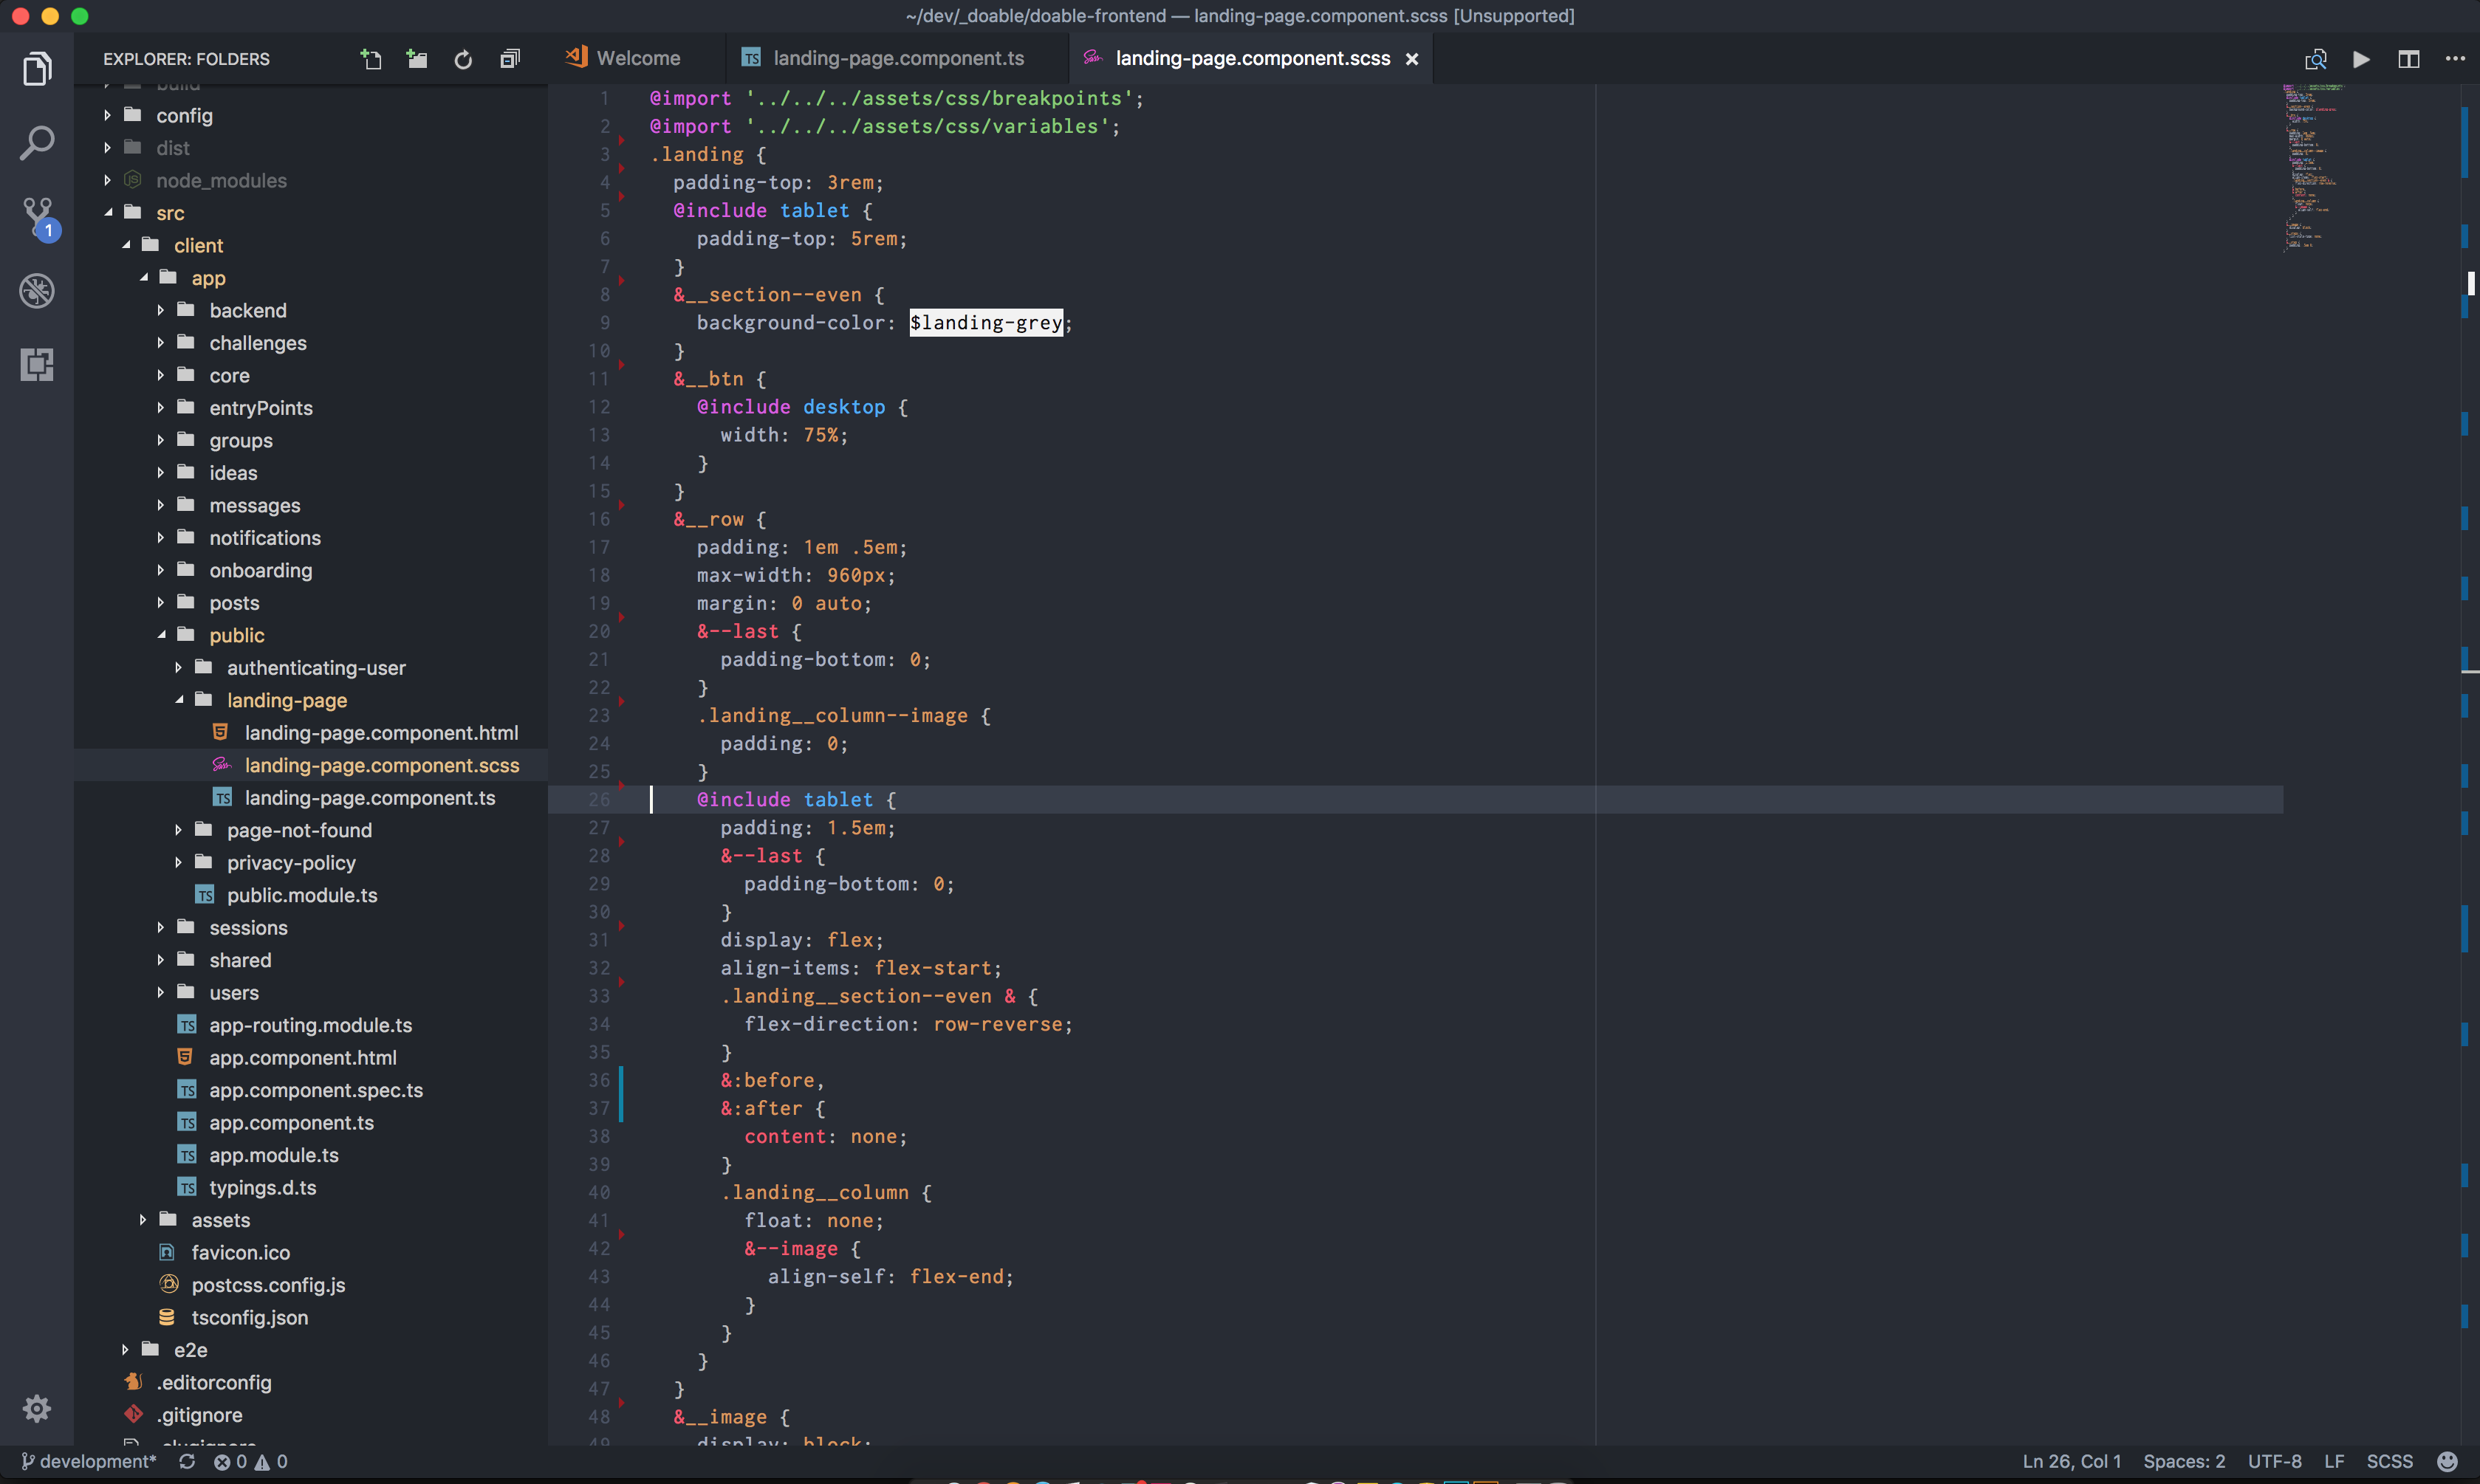 ~/dev/_doable/doable-frontend — landing-page.component.scss [Unsupported]
EXPLORER: FOLDERS
build
config
dist
node_modules
src
client
app
backend
challenges
core
entryPoints
groups
ideas
messages
notifications
onboarding
posts
public
authenticating-user
landing-page
landing-page.component.html
landing-page.component.scss
TS landing-page.component.ts
page-not-found
privacy-policy
TS public.module.ts
sessions
shared
users
TS app-routing.module.ts
app.component.html
TS app.component.spec.ts
TS app.component.ts
TS app.module.ts
TS typings.d.ts
assets
favicon.ico
postcss.config.js
tsconfig.json
e2e
.editorconfig
.gitignore
1
Welcome
TS landing-page.component.ts
landing-page.component.scss
1 @import '../../../assets/css/breakpoints';
2 @import '../../../assets/css/variables';
3 .landing {
4   padding-top: 3rem;
5   @include tablet {
6     padding-top: 5rem;
7   }
8   &__section--even {
9     background-color: $landing-grey;
10   }
11   &__btn {
12     @include desktop {
13       width: 75%;
14     }
15   }
16   &__row {
17     padding: 1em .5em;
18     max-width: 960px;
19     margin: 0 auto;
20     &--last {
21       padding-bottom: 0;
22     }
23     .landing__column--image {
24       padding: 0;
25     }
26     @include tablet {
27       padding: 1.5em;
28       &--last {
29         padding-bottom: 0;
30       }
31       display: flex;
32       align-items: flex-start;
33       .landing__section--even & {
34         flex-direction: row-reverse;
35       }
36       &:before,
37       &:after {
38         content: none;
39       }
40       .landing__column {
41         float: none;
42         &--image {
43           align-self: flex-end;
44         }
45       }
46     }
47   }
48   &__image {
49     display: block;
development* 0 0
Ln 26, Col 1 Spaces: 2 UTF-8 LF SCSS